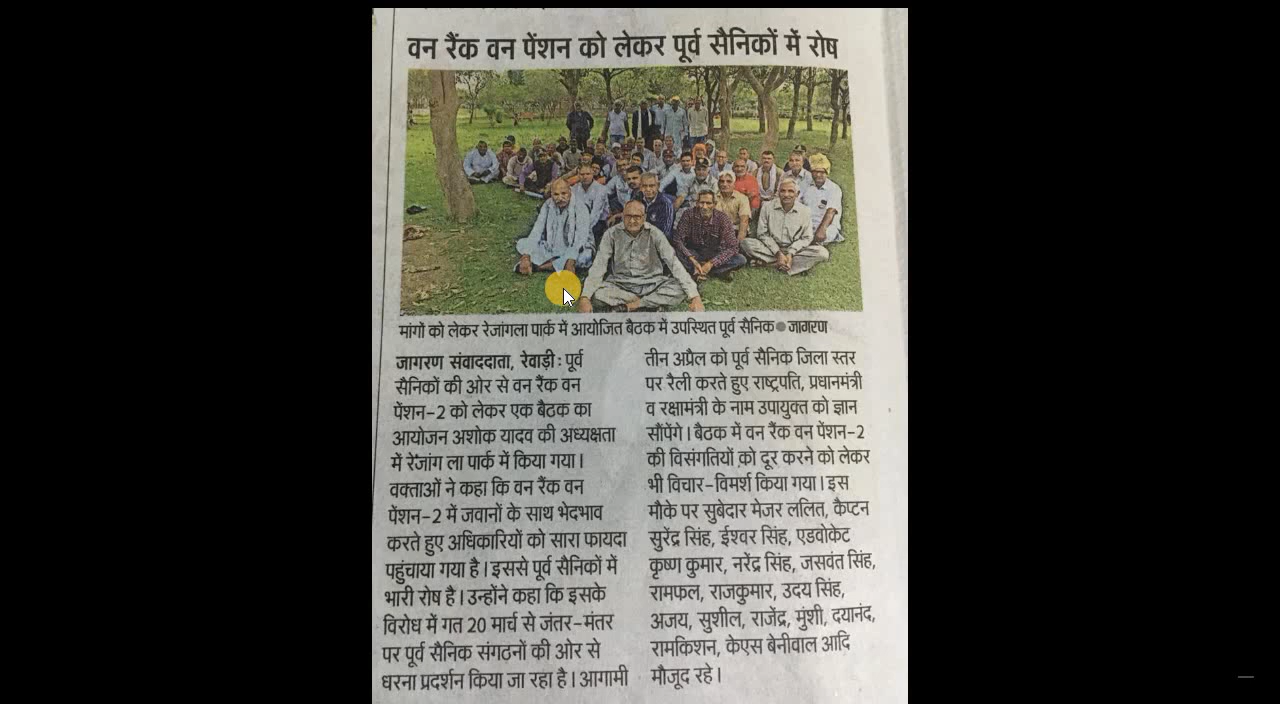 वन रैंक वन पेंशन को लेकर पूर्व सैनिकों में रोष
मांगों को लेकर रेजांगला पार्क में आयोजित बैठक में उपस्थित पूर्व सैनिक ● जागरण
जागरण संवाददाता, रेवाड़ी : पूर्व
सैनिकों की ओर से वन रैंक वन
पेंशन-2 को लेकर एक बैठक का
आयोजन अशोक यादव की अध्यक्षता
में रेजांग ला पार्क में किया गया।
वक्ताओं ने कहा कि वन रैंक वन
पेंशन-2 में जवानों के साथ भेदभाव
करते हुए अधिकारियों को सारा फायदा
पहुंचाया गया है। इससे पूर्व सैनिकों में
भारी रोष है। उन्होंने कहा कि इसके
विरोध में गत 20 मार्च से जंतर-मंतर
पर पूर्व सैनिक संगठनों की ओर से
धरना प्रदर्शन किया जा रहा है। आगामी
तीन अप्रैल को पूर्व सैनिक जिला स्तर
पर रैली करते हुए राष्ट्रपति, प्रधानमंत्री
व रक्षामंत्री के नाम उपायुक्त को ज्ञान
सौंपेंगे। बैठक में वन रैंक वन पेंशन-2
की विसंगतियों को दूर करने को लेकर
भी विचार-विमर्श किया गया। इस
मौके पर सुबेदार मेजर ललित, कैप्टन
सुरेंद्र सिंह, ईश्वर सिंह, एडवोकेट
कृष्ण कुमार, नरेंद्र सिंह, जसवंत सिंह,
रामफल, राजकुमार, उदय सिंह,
अजय, सुशील, राजेंद्र, मुंशी, दयानंद,
रामकिशन, केएस बेनीवाल आदि
मौजूद रहे।